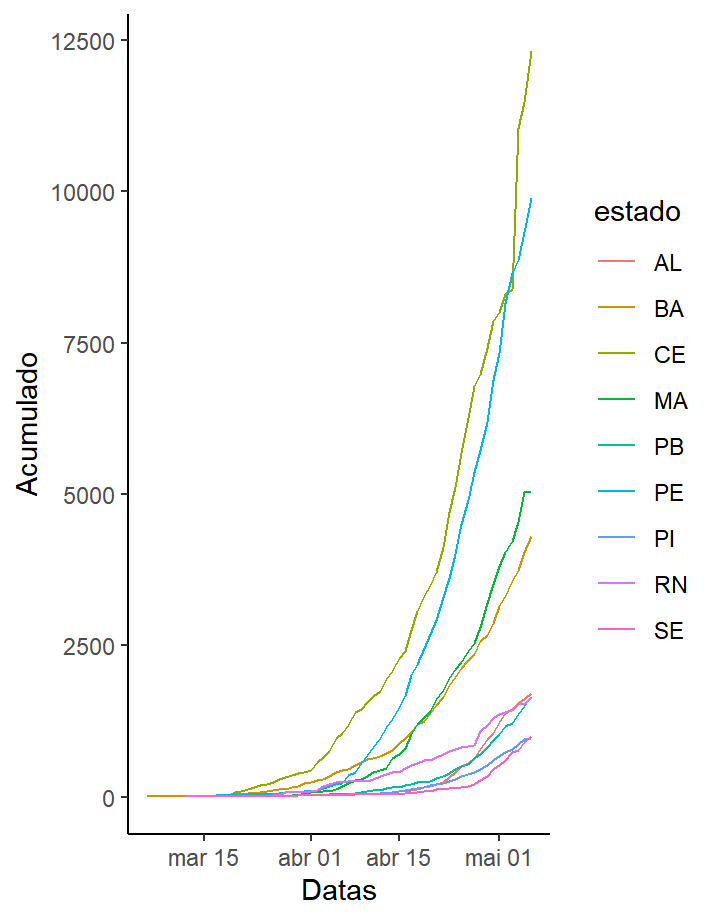 12500
10000
7500
5000
2500
0
Acumulado
mar 15
abr 01
abr 15
mai 01
Datas
estado
AL
BA
CE
MA
PB
PE
PI
RN
SE